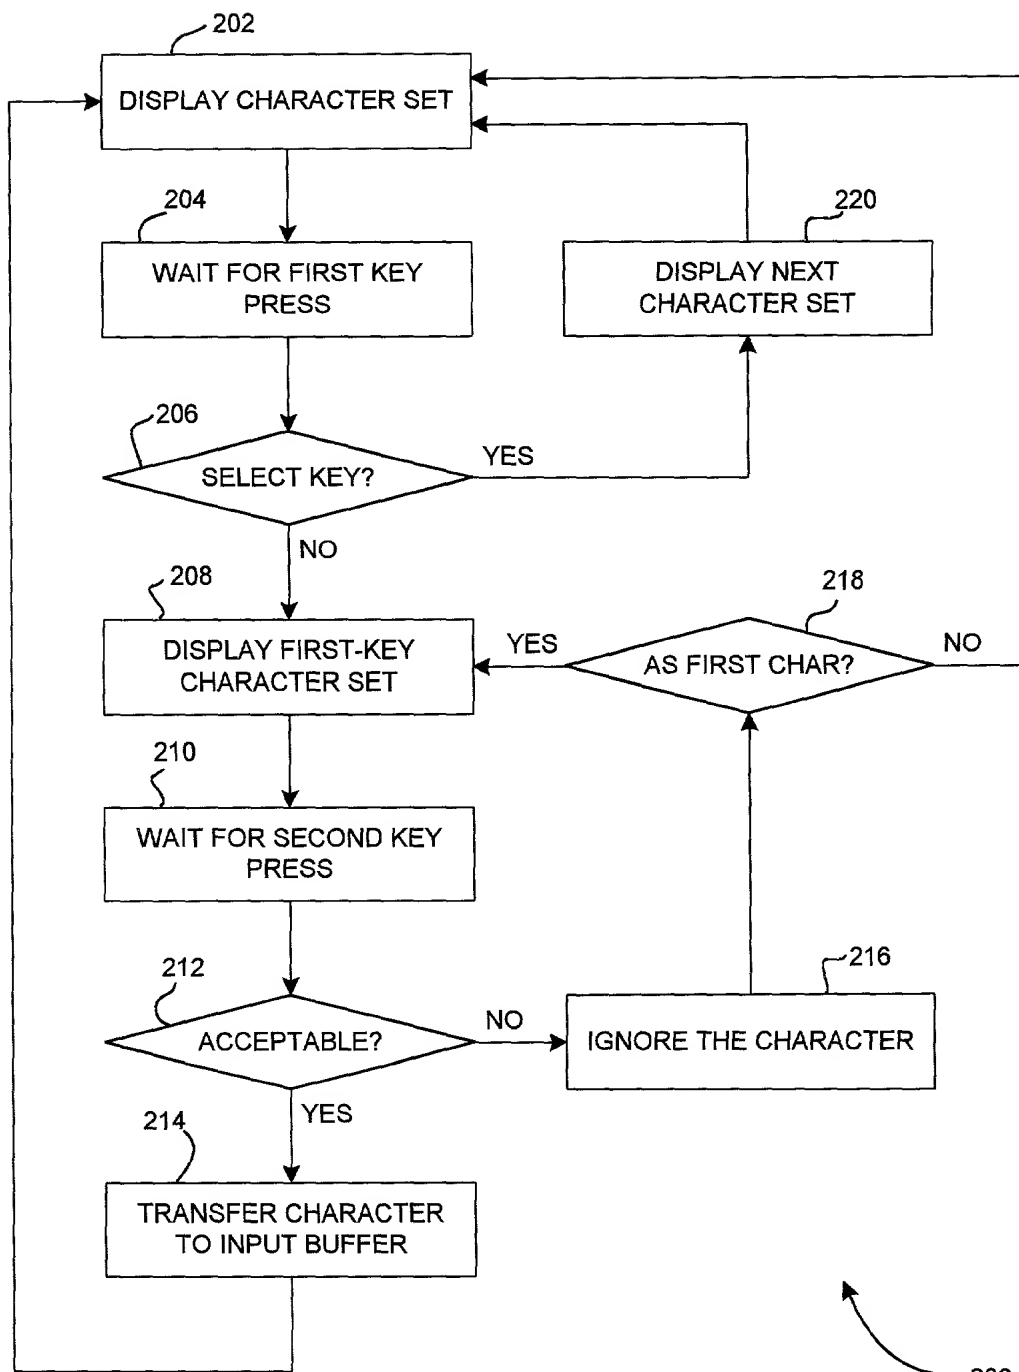 202
DISPLAY CHARACTER SET
204
WAIT FOR FIRST KEY
PRESS
220
DISPLAY NEXT
CHARACTER SET
206
SELECT KEY?
YES
NO
208
DISPLAY FIRST-KEY
CHARACTER SET
218
YES
AS FIRST CHAR?
NO
210
WAIT FOR SECOND KEY
PRESS
212
ACCEPTABLE?
NO
216
IGNORE THE CHARACTER
YES
214
TRANSFER CHARACTER
TO INPUT BUFFER